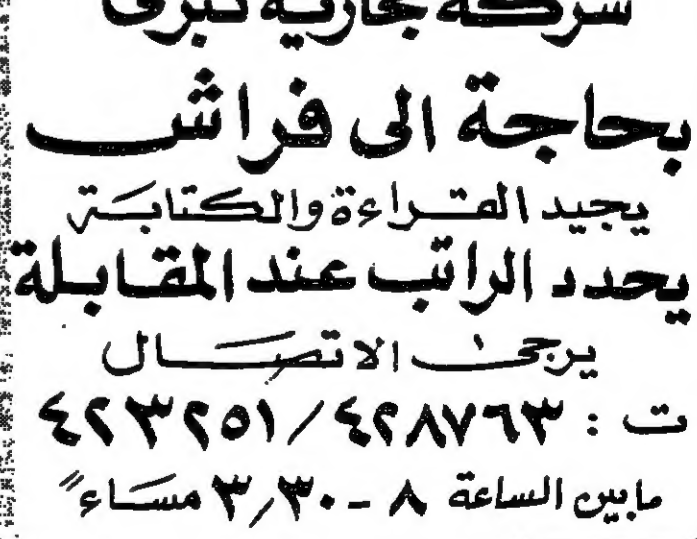 شركة تجارية كبرى
بحاجة الى فراش
يجيد القراءة والكتابة
يحدد الراتب عند المقابلة
يرجى الاتصال
ت : ٤٢٨٧٦٣ / ٤٢٣٢٥١
مابين الساعة ٨ - ٣,٣٠ مساءً